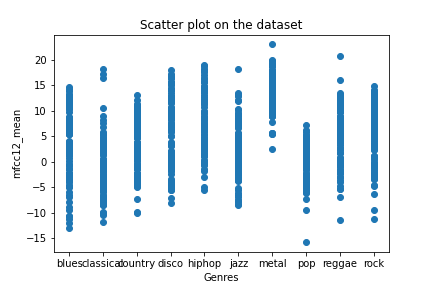 Scatter plot on the dataset
mfcc12_mean
20
15
10
5
0
−5
−10
−15
blues classical country disco hiphop jazz metal pop reggae rock
Genres